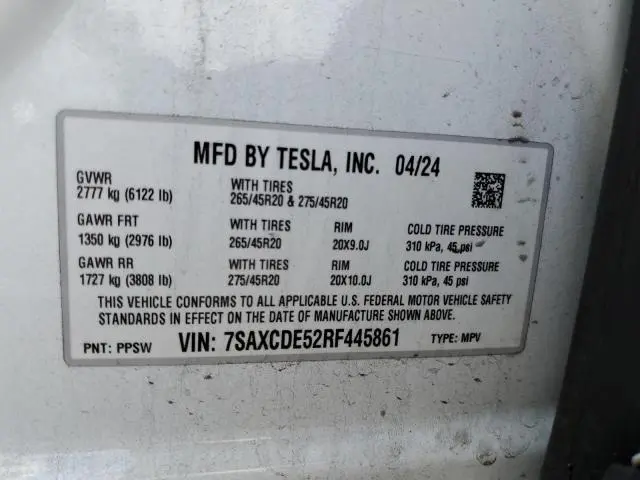 MFD BY TESLA, INC. 04/24
GVWR
2777 kg (6122 lb)
WITH TIRES
265/45R20 & 275/45R20
GAWR FRT WITH TIRES RIM COLD TIRE PRESSURE
1350 kg (2976 lb) 265/45R20 20X9.0J 310 kPa, 45 psi
GAWR RR WITH TIRES RIM COLD TIRE PRESSURE
1727 kg (3808 lb) 275/45R20 20X10.0J 310 kPa, 45 psi
THIS VEHICLE CONFORMS TO ALL APPLICABLE U.S. FEDERAL MOTOR VEHICLE SAFETY
STANDARDS IN EFFECT ON THE DATE OF MANUFACTURE SHOWN ABOVE.
PNT: PPSW VIN: 7SAXCDE52RF445861 TYPE: MPV